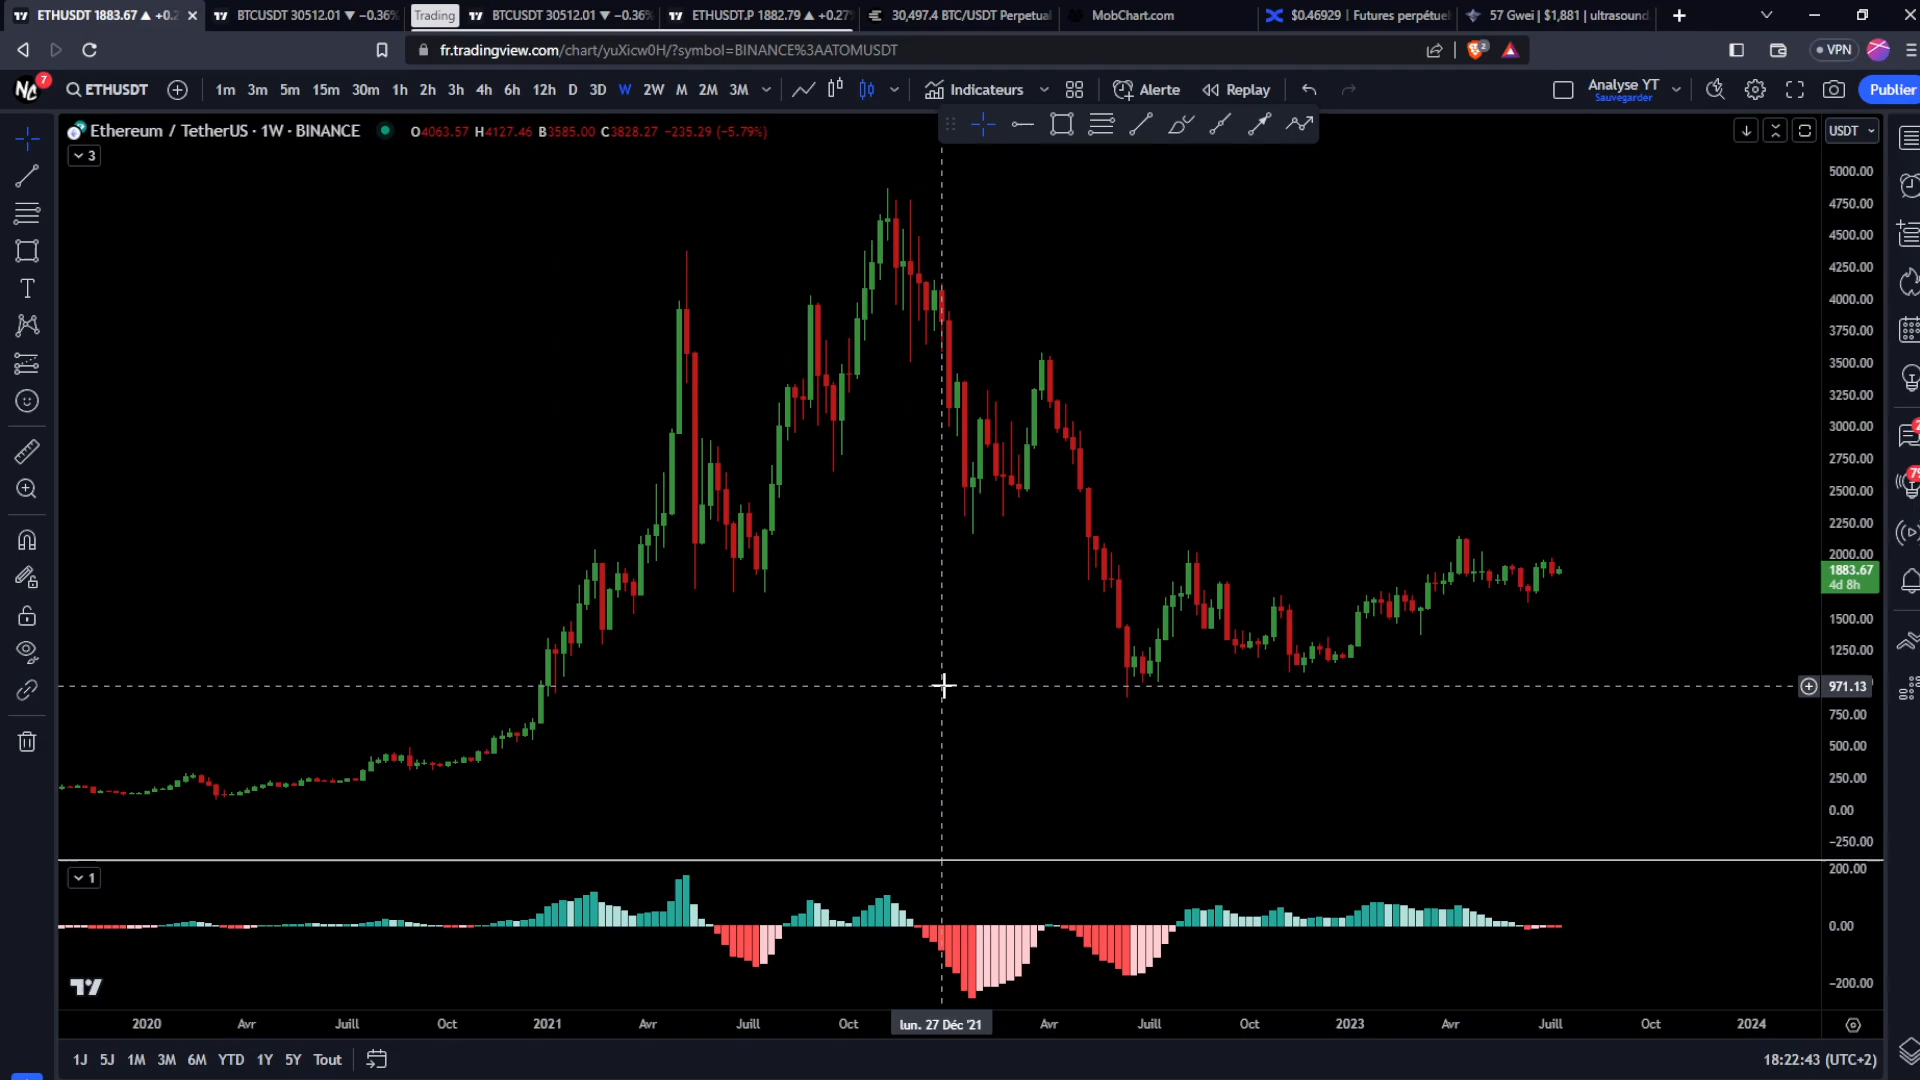 ETHUSDT 1883.67 ▲ +0.2
BTCUSDT 30512.01 ▼ −0.36%
Trading
BTCUSDT 30512.01 ▼ −0.36%
ETHUSDT.P 1882.79 ▲ +0.27%
30,497.4 BTC/USDT Perpetual
MobChart.com
$0.46929 | Futures perpétuel
57 Gwei | $1,881 | ultrasound
fr.tradingview.com/chart/yuXicw0H/?symbol=BINANCE%3AATOMUSDT
2
VPN
NC
7
ETHUSDT
1m 3m 5m 15m 30m 1h 2h 3h 4h 6h 12h D 3D W 2W M 2M 3M
Indicateurs
Alerte
Replay
Analyse YT
Sauvegarder
Publier
Ethereum / TetherUS · 1W · BINANCE
O4063.57 H4127.46 B3585.00 C3828.27 −235.29 (−5.79%)
3
USDT
5000.00
4750.00
4500.00
4250.00
4000.00
3750.00
3500.00
3250.00
3000.00
2750.00
2500.00
2250.00
2000.00
1883.67
4d 8h
1500.00
1250.00
971.13
750.00
500.00
250.00
0.00
−250.00
1
200.00
0.00
−200.00
2020 Avr Juill Oct 2021 Avr Juill Oct lun. 27 Déc '21 Avr Juill Oct 2023 Avr Juill Oct 2024
1J 5J 1M 3M 6M YTD 1Y 5Y Tout
18:22:43 (UTC+2)